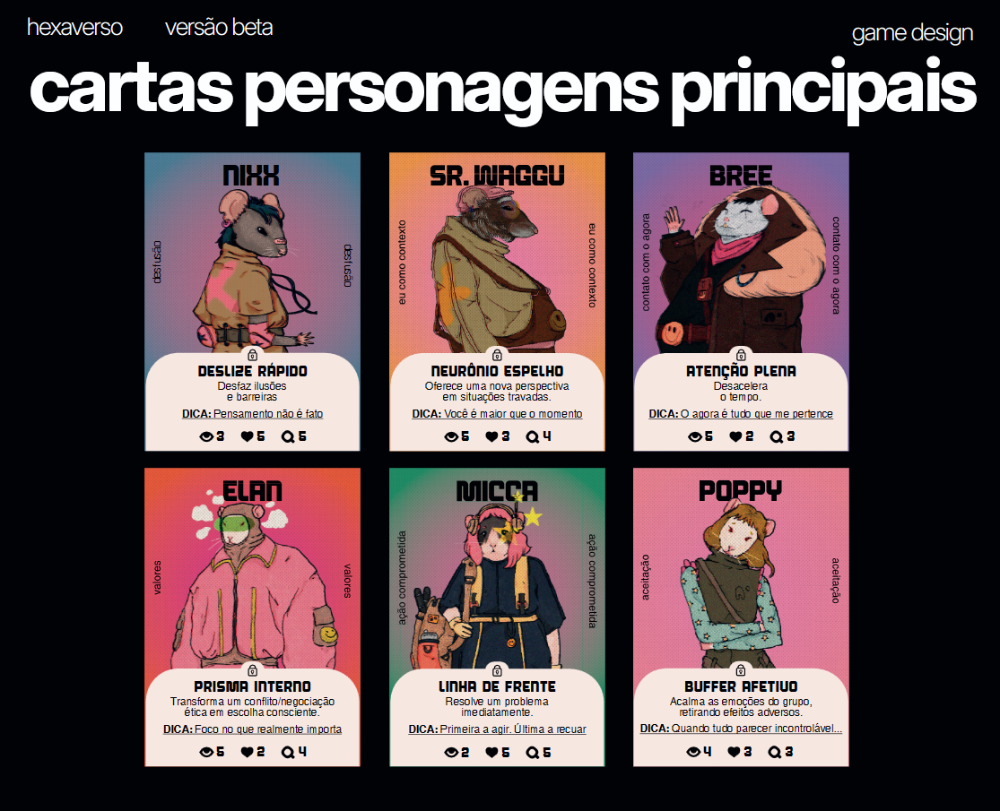 hexaverso
versão beta
game design
cartas personagens principais
NIXX
desfusão
desfusão
DESLIZE RÁPIDO
Desfaz ilusões
e barreiras
DICA: Pensamento não é fato
3 5 5
SR. WAGGU
eu como contexto
eu como contexto
NEURÔNIO ESPELHO
Oferece uma nova perspectiva
em situações travadas.
DICA: Você é maior que o momento
5 3 4
BREE
contato com o agora
contato com o agora
ATENÇÃO PLENA
Desacelera
o tempo.
DICA: O agora é tudo que me pertence
5 2 3
ELAN
valores
valores
PRISMA INTERNO
Transforma um conflito/negociação
ética em escolha consciente.
DICA: Foco no que realmente importa
5 2 4
MICCA
ação comprometida
ação comprometida
LINHA DE FRENTE
Resolve um problema
imediatamente.
DICA: Primeira a agir. Última a recuar
2 5 5
POPPY
aceitação
aceitação
BUFFER AFETIVO
Acalma as emoções do grupo,
retirando efeitos adversos.
DICA: Quando tudo parecer incontrolável...
4 3 3